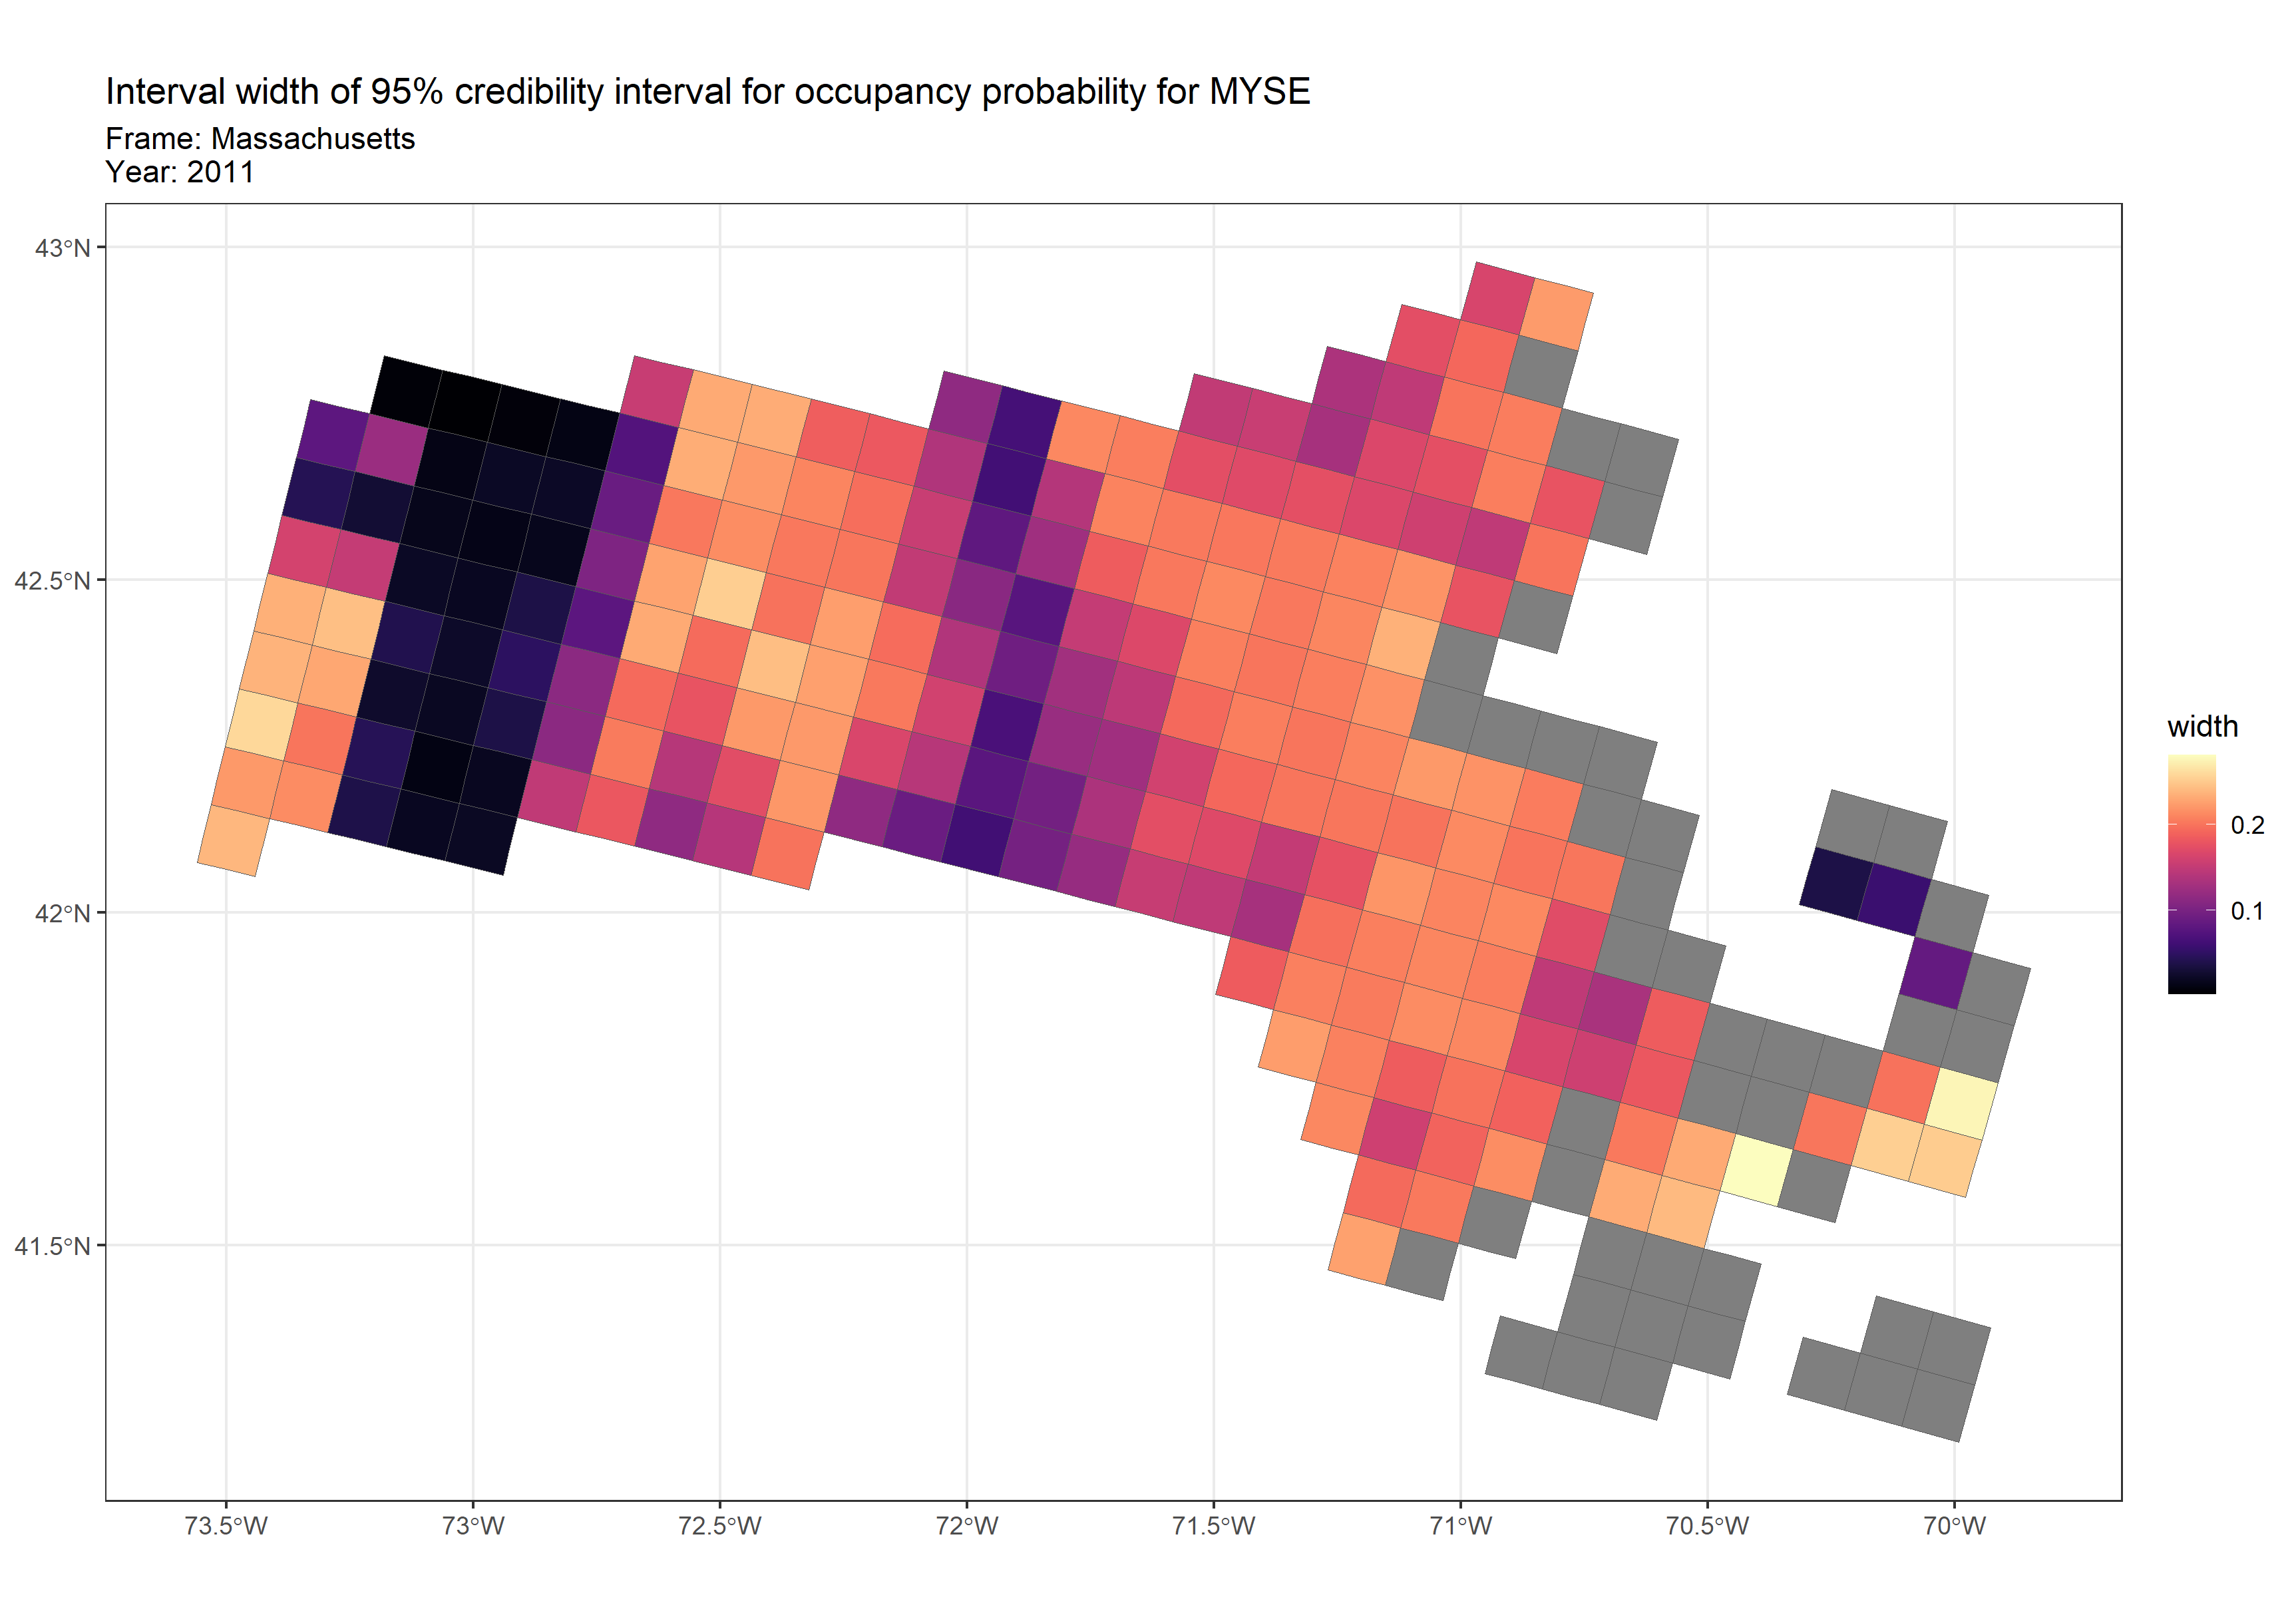 Interval width of 95% credibility interval for occupancy probability for MYSE
Frame: Massachusetts
Year: 2011
43°N
42.5°N
42°N
41.5°N
73.5°W
73°W
72.5°W
72°W
71.5°W
71°W
70.5°W
70°W
width
0.2
0.1